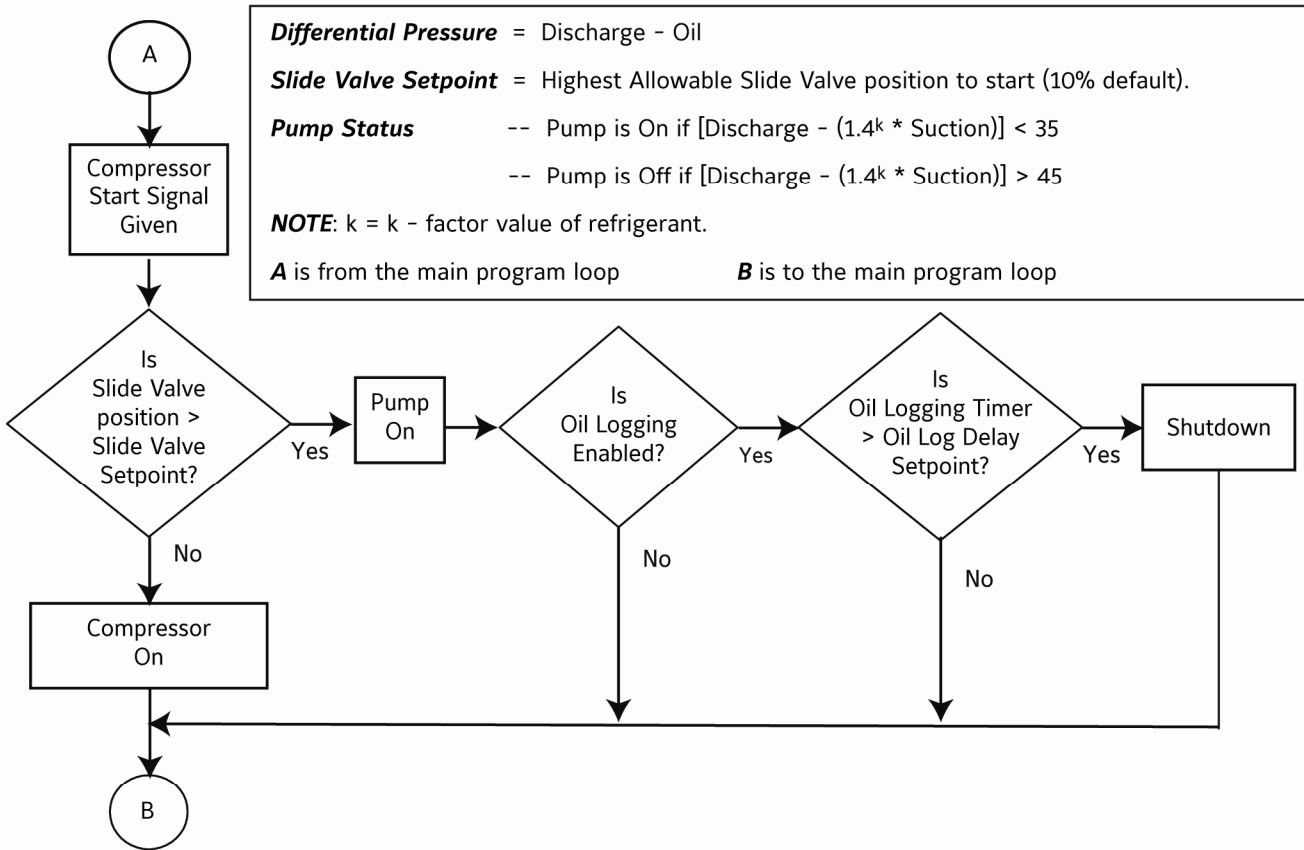 A
Differential Pressure = Discharge - Oil
Slide Valve Setpoint = Highest Allowable Slide Valve position to start (10% default).
Pump Status -- Pump is On if [Discharge - (1.4ᵏ * Suction)] < 35
-- Pump is Off if [Discharge - (1.4ᵏ * Suction)] > 45
NOTE: k = k - factor value of refrigerant.
A is from the main program loop B is to the main program loop
Compressor
Start Signal
Given
Is
Slide Valve
position >
Slide Valve
Setpoint?
Yes
No
Pump
On
Is
Oil Logging
Enabled?
Yes
No
Is
Oil Logging Timer
> Oil Log Delay
Setpoint?
Yes
No
Shutdown
Compressor
On
B